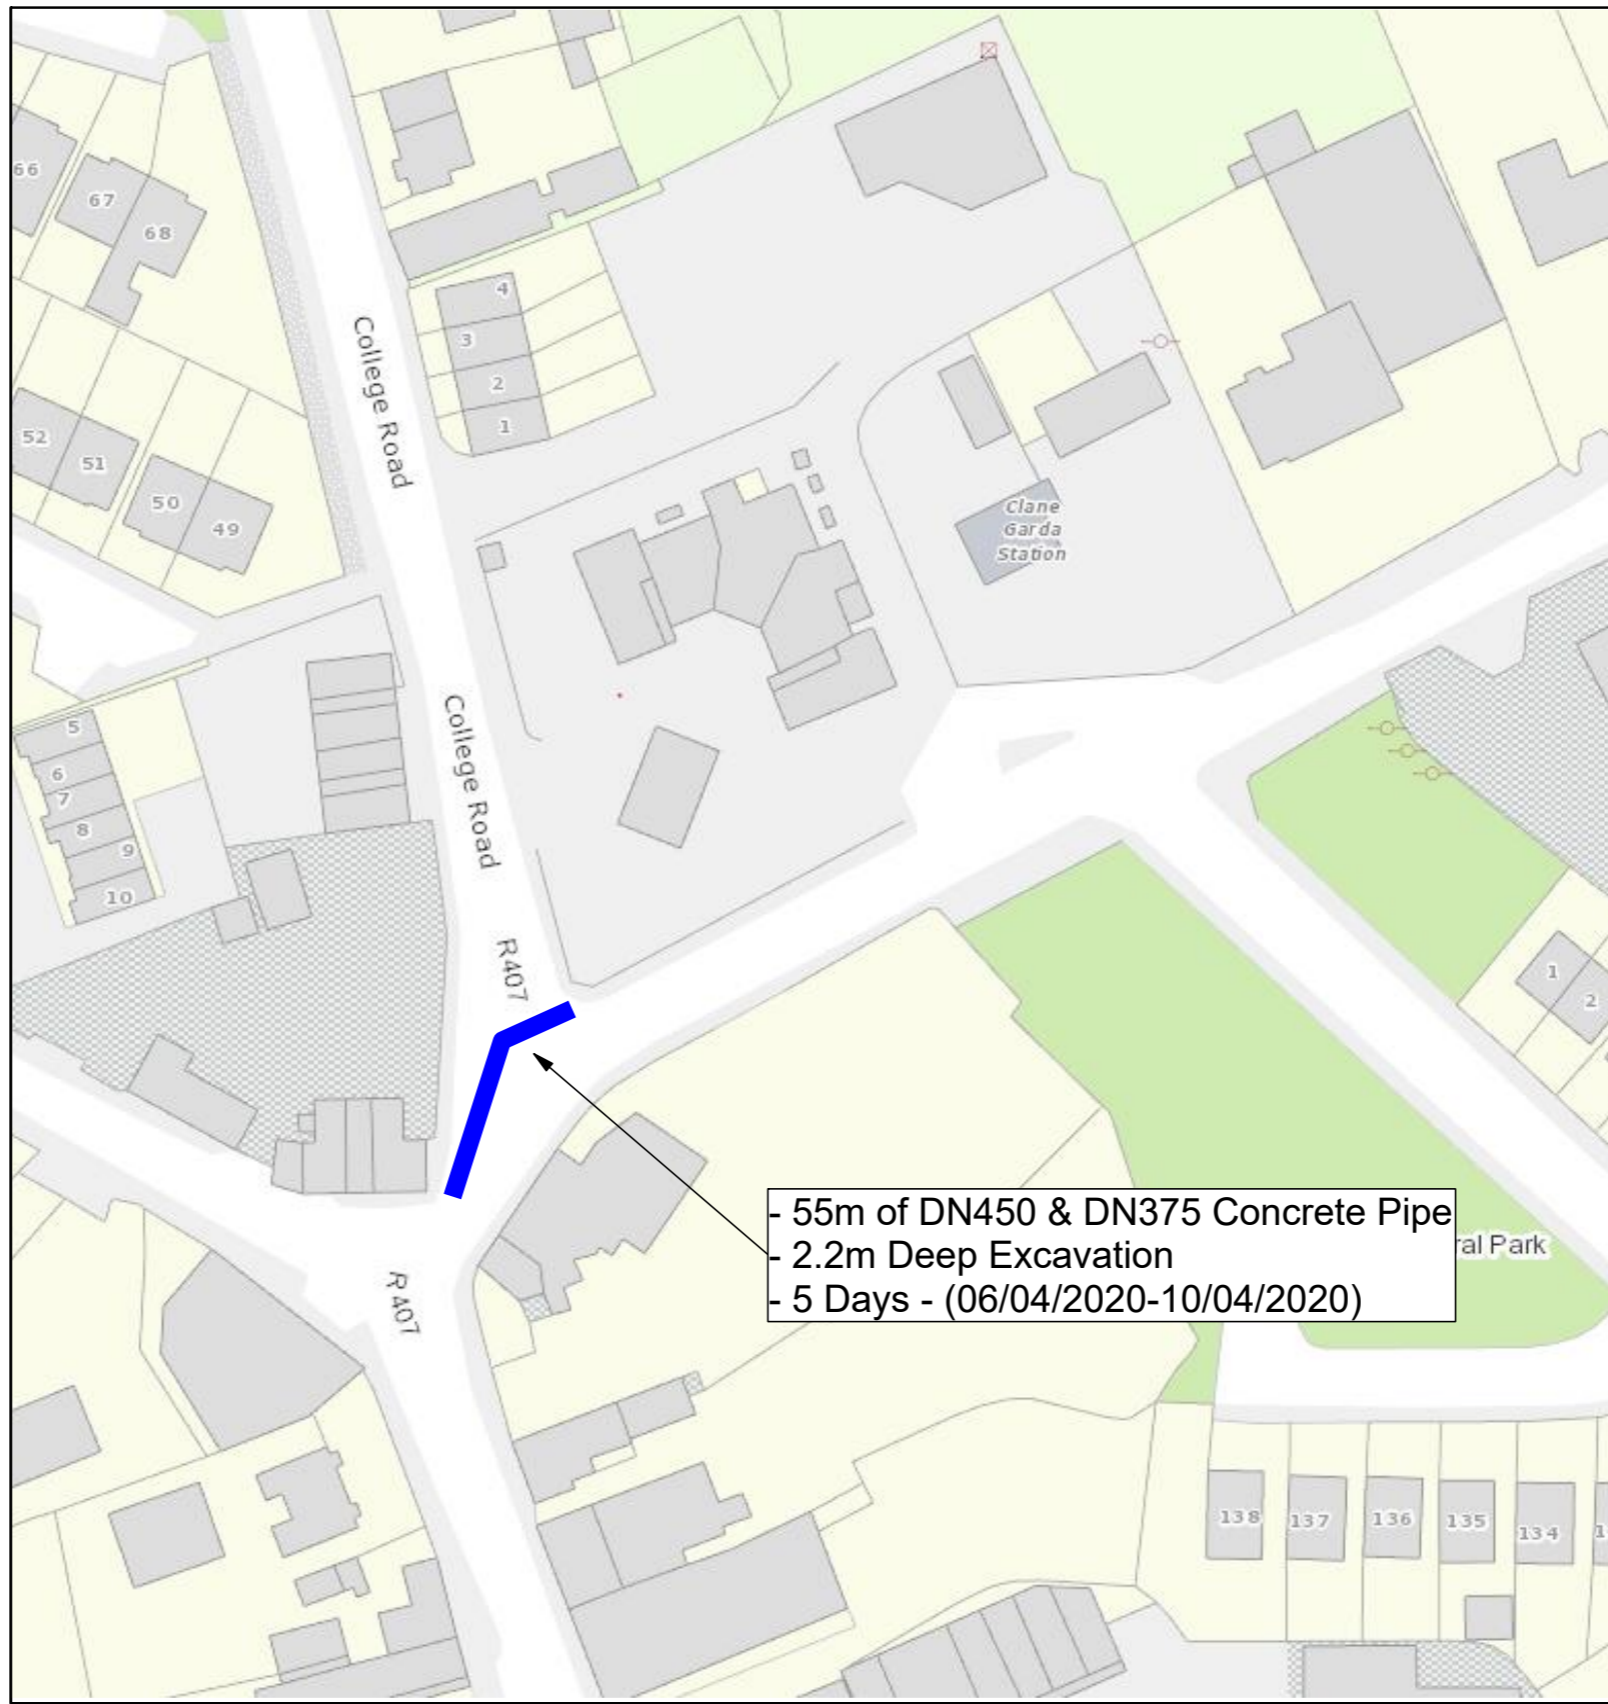 66
67
68
4
3
2
1
College Road
52
51
50
49
Clane
Garda
Station
College Road
5
6
7
8
9
10
R407
1
2
- 55m of DN450 & DN375 Concrete Pipe
- 2.2m Deep Excavation
- 5 Days - (06/04/2020-10/04/2020)
ral Park
R407
138
137
136
135
134